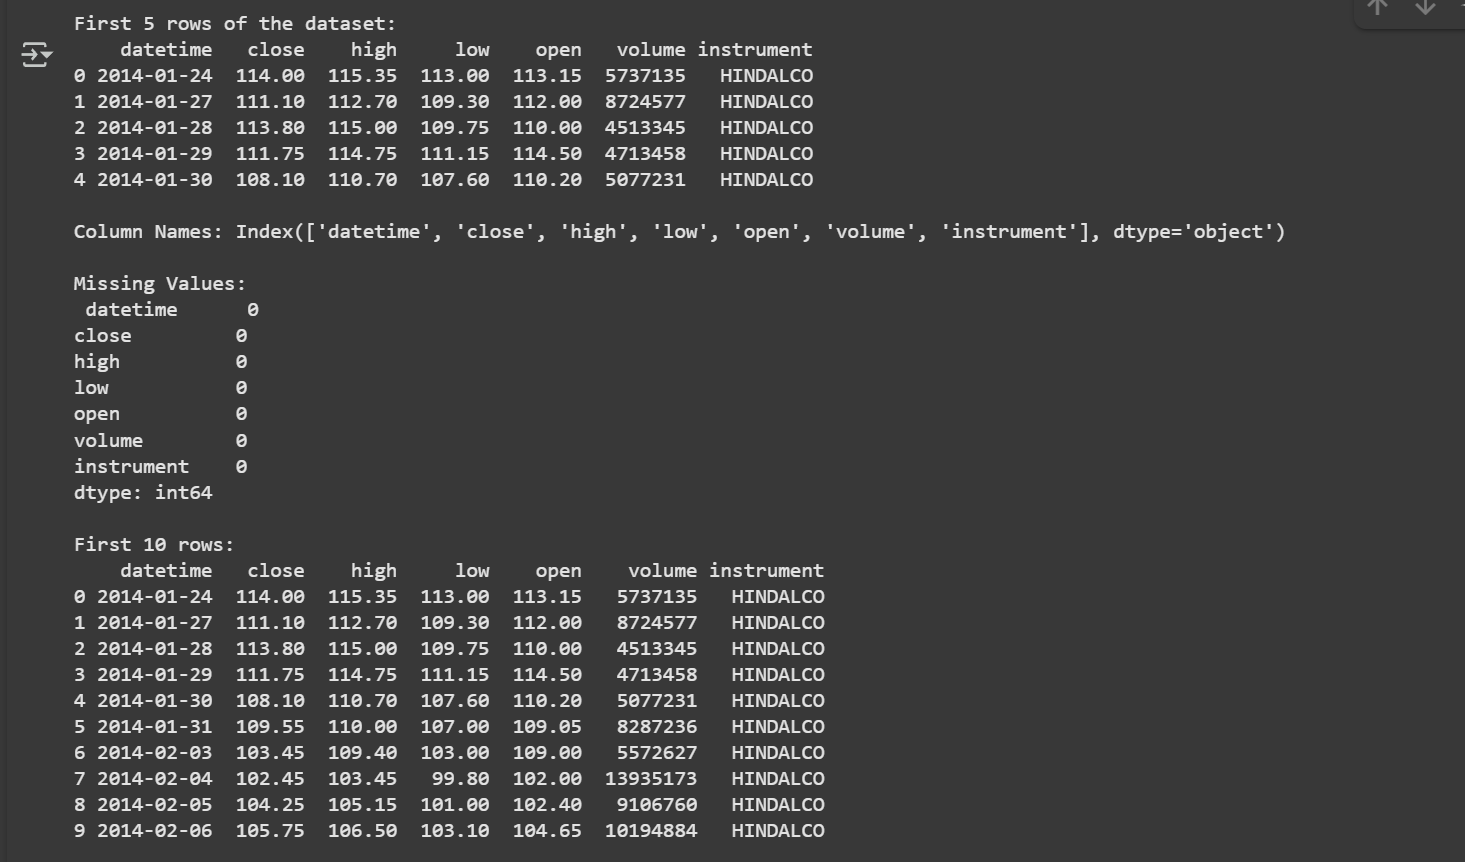 First 5 rows of the dataset:
    datetime   close    high     low    open   volume instrument
0 2014-01-24  114.00  115.35  113.00  113.15  5737135   HINDALCO
1 2014-01-27  111.10  112.70  109.30  112.00  8724577   HINDALCO
2 2014-01-28  113.80  115.00  109.75  110.00  4513345   HINDALCO
3 2014-01-29  111.75  114.75  111.15  114.50  4713458   HINDALCO
4 2014-01-30  108.10  110.70  107.60  110.20  5077231   HINDALCO
Column Names: Index(['datetime', 'close', 'high', 'low', 'open', 'volume', 'instrument'], dtype='object')
Missing Values:
 datetime      0
close         0
high          0
low           0
open          0
volume        0
instrument    0
dtype: int64
First 10 rows:
    datetime   close    high     low    open    volume instrument
0 2014-01-24  114.00  115.35  113.00  113.15   5737135   HINDALCO
1 2014-01-27  111.10  112.70  109.30  112.00   8724577   HINDALCO
2 2014-01-28  113.80  115.00  109.75  110.00   4513345   HINDALCO
3 2014-01-29  111.75  114.75  111.15  114.50   4713458   HINDALCO
4 2014-01-30  108.10  110.70  107.60  110.20   5077231   HINDALCO
5 2014-01-31  109.55  110.00  107.00  109.05   8287236   HINDALCO
6 2014-02-03  103.45  109.40  103.00  109.00   5572627   HINDALCO
7 2014-02-04  102.45  103.45   99.80  102.00  13935173   HINDALCO
8 2014-02-05  104.25  105.15  101.00  102.40   9106760   HINDALCO
9 2014-02-06  105.75  106.50  103.10  104.65  10194884   HINDALCO